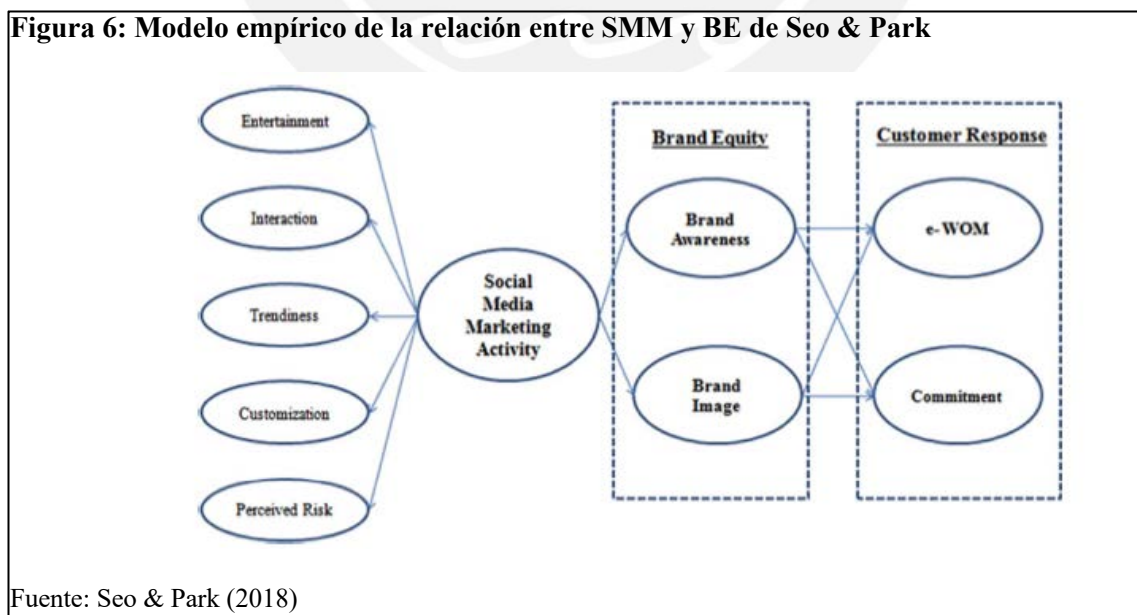 Figura 6: Modelo empírico de la relación entre SMM y BE de Seo & Park
Entertainment
Interaction
Trendiness
Customization
Perceived Risk
Social
Media
Marketing
Activity
Brand Equity
Brand
Awareness
Brand
Image
Customer Response
e-WOM
Commitment
Fuente: Seo & Park (2018)